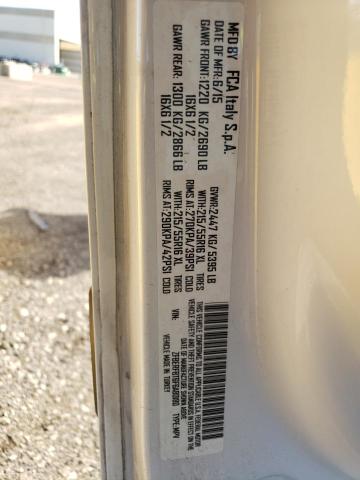 MFD BY FCA Italy S.p.A.
DATE OF MFR: 6/15 GVWR: 2447 KG/5395 LB
GAWR FRONT: 1220 KG/2690 LB WITH: 215/55R16 XL TIRES
16X6 1/2 RIMS AT: 270KPA/39PSI COLD
GAWR REAR: 1300 KG/2866 LB WITH: 215/55R16 XL TIRES
16X6 1/2 RIMS AT: 290KPA/42PSI COLD
THIS VEHICLE CONFORMS TO ALL APPLICABLE U.S.A. FEDERAL MOTOR
VEHICLE SAFETY AND THEFT PREVENTION STANDARDS IN EFFECT ON THE
DATE OF MANUFACTURE SHOWN ABOVE.
VIN: TYPE: MPV
VEHICLE MADE IN: TURKEY